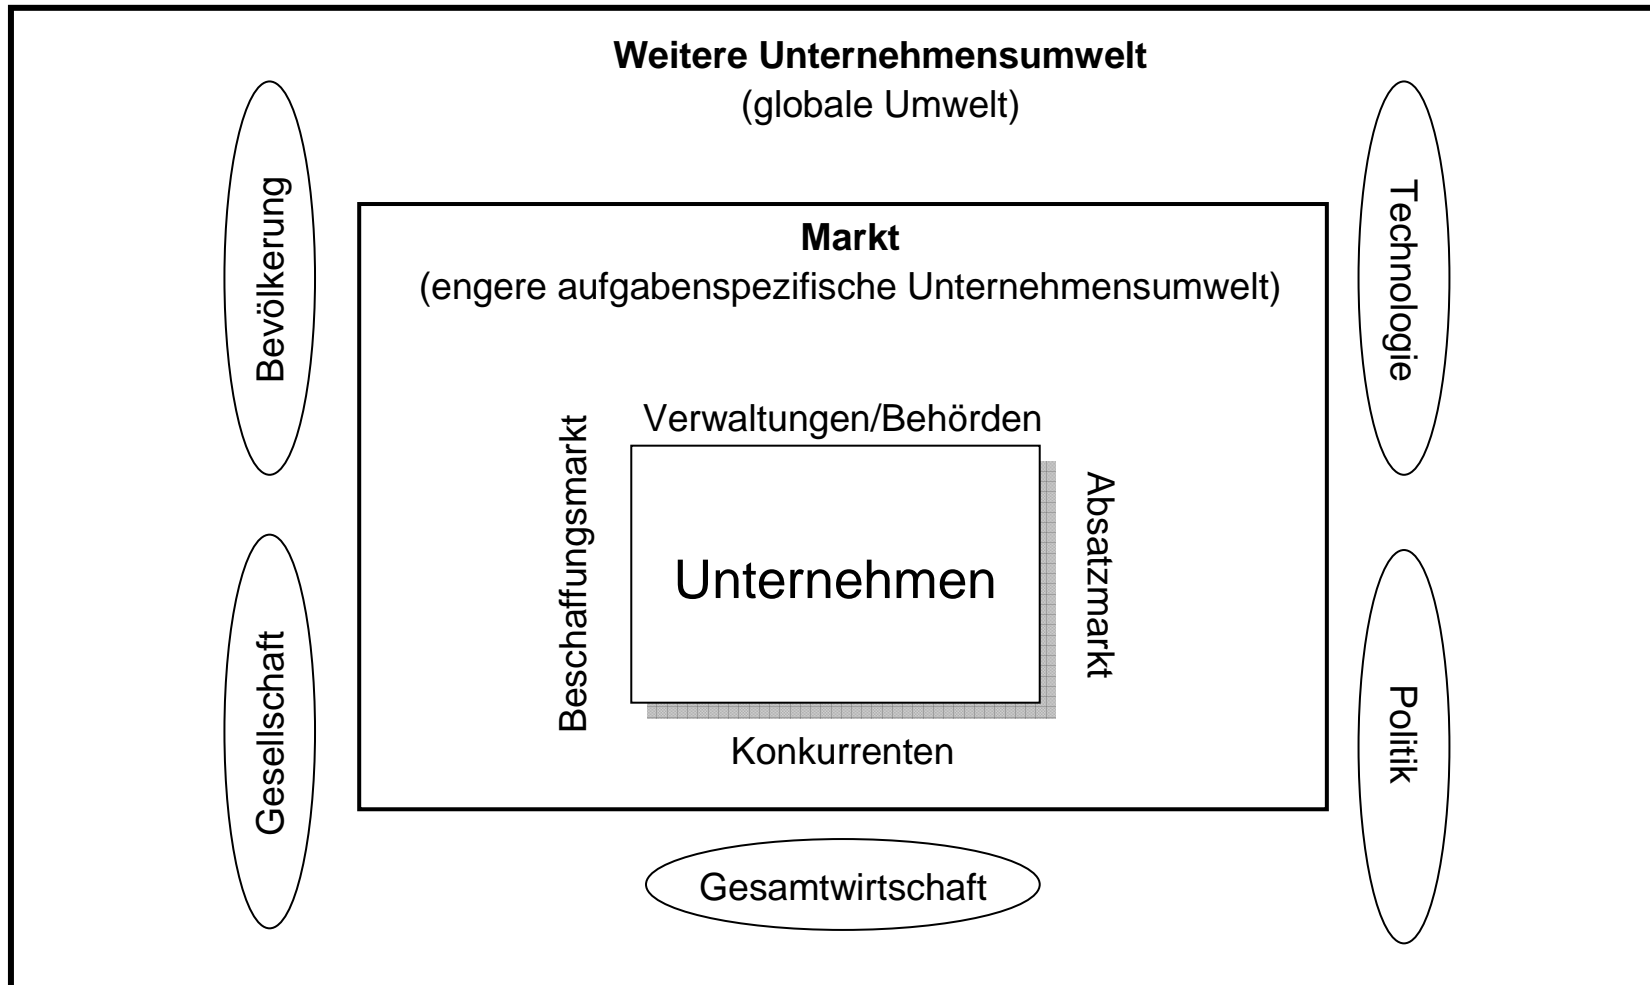 Weitere Unternehmensumwelt
(globale Umwelt)
Bevölkerung
Technologie
Markt
(engere aufgabenspezifische Unternehmensumwelt)
Verwaltungen/Behörden
Beschaffungsmarkt
Unternehmen
Absatzmarkt
Konkurrenten
Gesellschaft
Politik
Gesamtwirtschaft